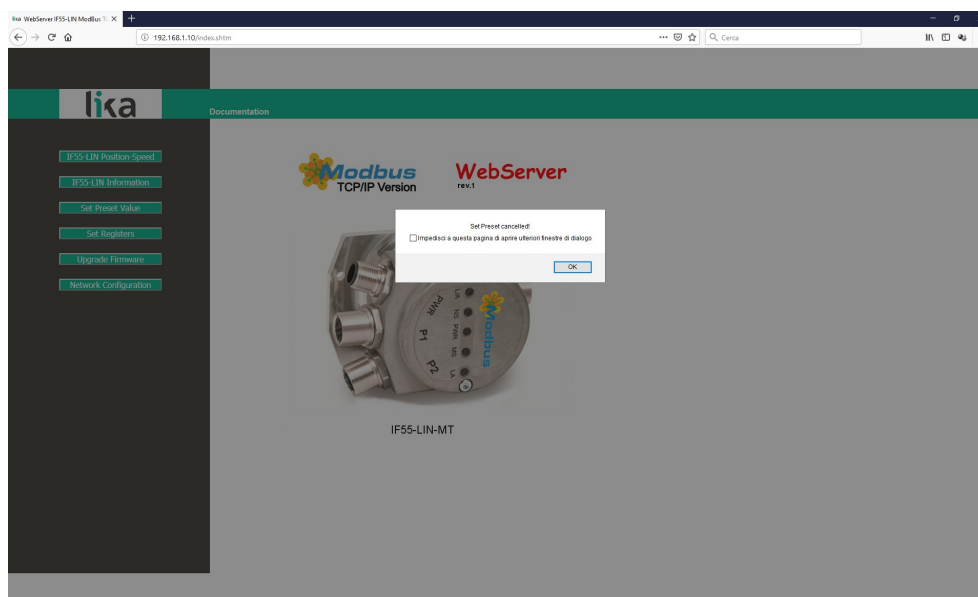 lika WebServer IF55-LIN ModBus
192.168.1.10/index.shtm
Cerca
lika
Documentation
IF55-LIN Position-Speed
IF55-LIN Information
Set Preset Value
Set Registers
Upgrade Firmware
Network Configuration
Modbus
TCP/IP Version
WebServer
rev.1
Set Preset cancelled!
Impedisci a questa pagina di aprire ulteriori finestre di dialogo
OK
PWR
P1
P2
L/A
NS
PWR
MS
L/A
Modbus
IF55-LIN-MT